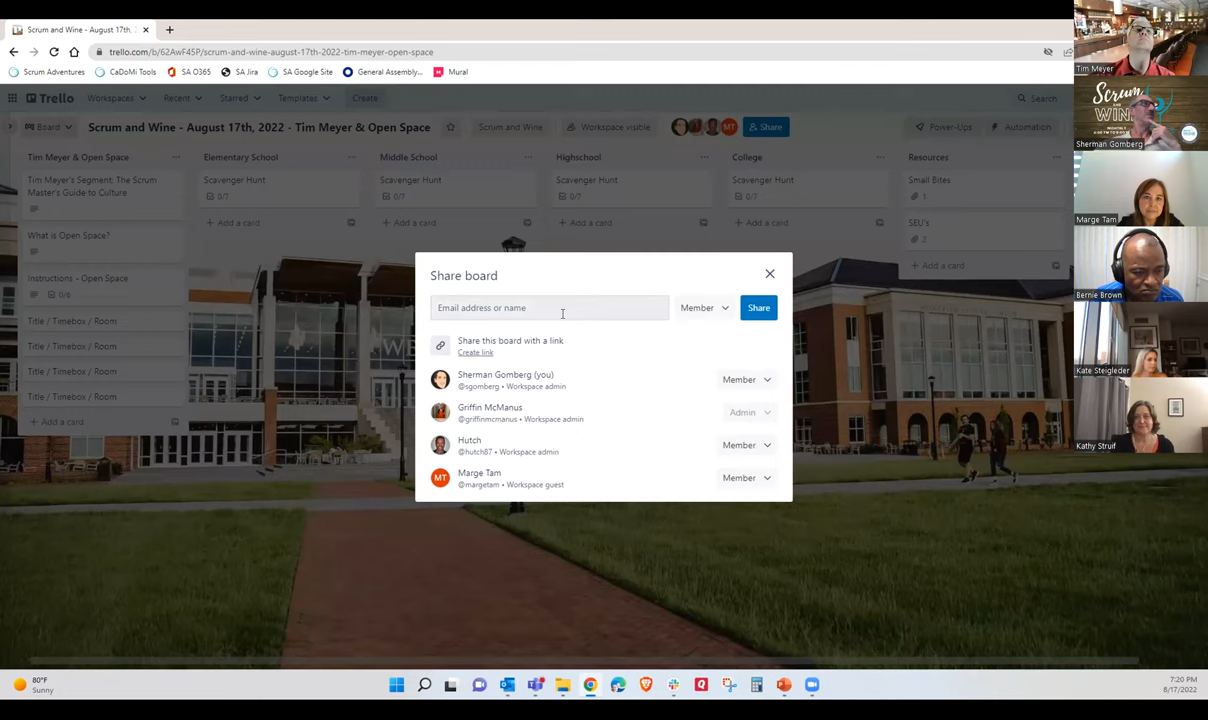 Scrum and Wine - August 17th,
trello.com/b/62AwF45P/scrum-and-wine-august-17th-2022-tim-meyer-open-space
Scrum Adventures CaDoMi Tools SA O365 SA Jira SA Google Site General Assembly... Mural
Trello Workspaces Recent Starred Templates Create Search
Board Scrum and Wine - August 17th, 2022 - Tim Meyer & Open Space Scrum and Wine Workspace visible MT Share Power-Ups Automation
Tim Meyer & Open Space
Tim Meyer's Segment: The Scrum
Master's Guide to Culture
What is Open Space?
Instructions - Open Space
0/8
Title / Timebox / Room
Title / Timebox / Room
Title / Timebox / Room
Title / Timebox / Room
+ Add a card
Elementary School
Scavenger Hunt
0/7
+ Add a card
Middle School
Scavenger Hunt
0/7
+ Add a card
Highschool
Scavenger Hunt
0/7
+ Add a card
College
Scavenger Hunt
0/7
+ Add a card
Resources
Small Bites
1
SEU's
2
+ Add a card
Share board
Email address or name Member Share
Share this board with a link
Create link
Sherman Gomberg (you)
@sgomberg • Workspace admin
Member
Griffin McManus
@griffinmcmanus • Workspace admin
Admin
Hutch
@hutch87 • Workspace admin
Member
MT
Marge Tam
@margetam • Workspace guest
Member
Tim Meyer
Scrum
AND
WINE
Sherman Gomberg
Marge Tam
Bernie Brown
Kate Steigleder
Kathy Struif
80°F
Sunny
7:20 PM
8/17/2022